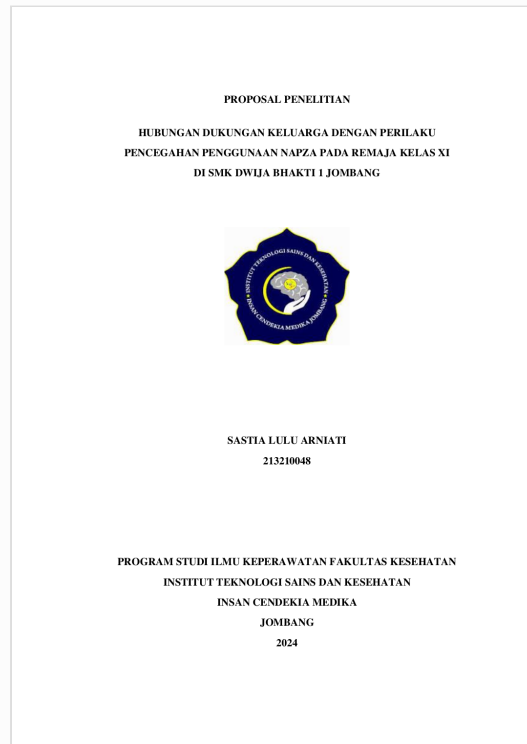 PROPOSAL PENELITIAN
HUBUNGAN DUKUNGAN KELUARGA DENGAN PERILAKU
PENCEGAHAN PENGGUNAAN NAPZA PADA REMAJA KELAS XI
DI SMK DWIJA BHAKTI 1 JOMBANG
INSTITUT TEKNOLOGI SAINS DAN KESEHATAN
INSAN CENDEKIA MEDIKA JOMBANG
SASTIA LULU ARNIATI
213210048
PROGRAM STUDI ILMU KEPERAWATAN FAKULTAS KESEHATAN
INSTITUT TEKNOLOGI SAINS DAN KESEHATAN
INSAN CENDEKIA MEDIKA
JOMBANG
2024